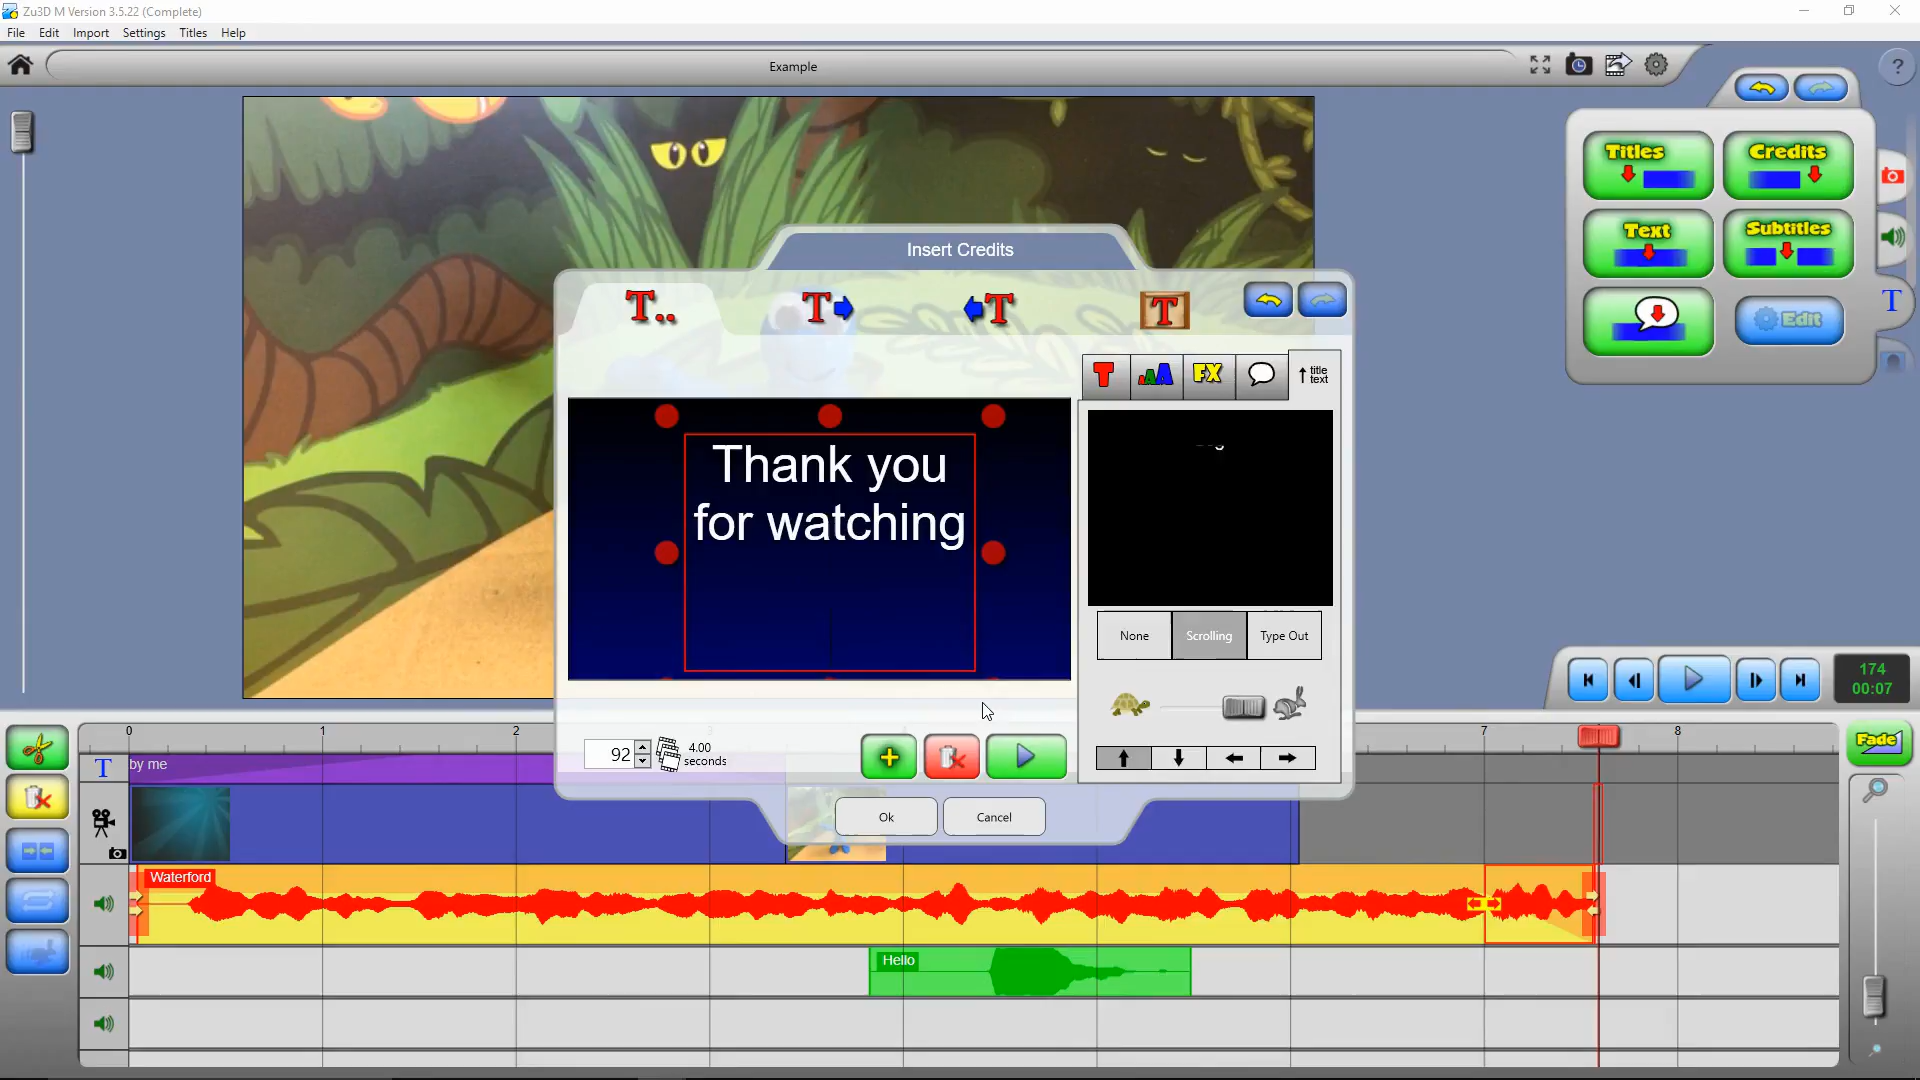 Zu3D M Version 3.5.22 (Complete)
File Edit Import Settings Titles Help
Example
?
Titles
Credits
Text
Subtitles
T
Edit
Insert Credits
T..
T
T
T
T
AAA
FX
title
text
Thank you
for watching
None
Scrolling
Type Out
174
00:07
92
4.00
seconds
Ok
Cancel
0
1
2
7
8
Fade
T
by me
Waterford
Hello